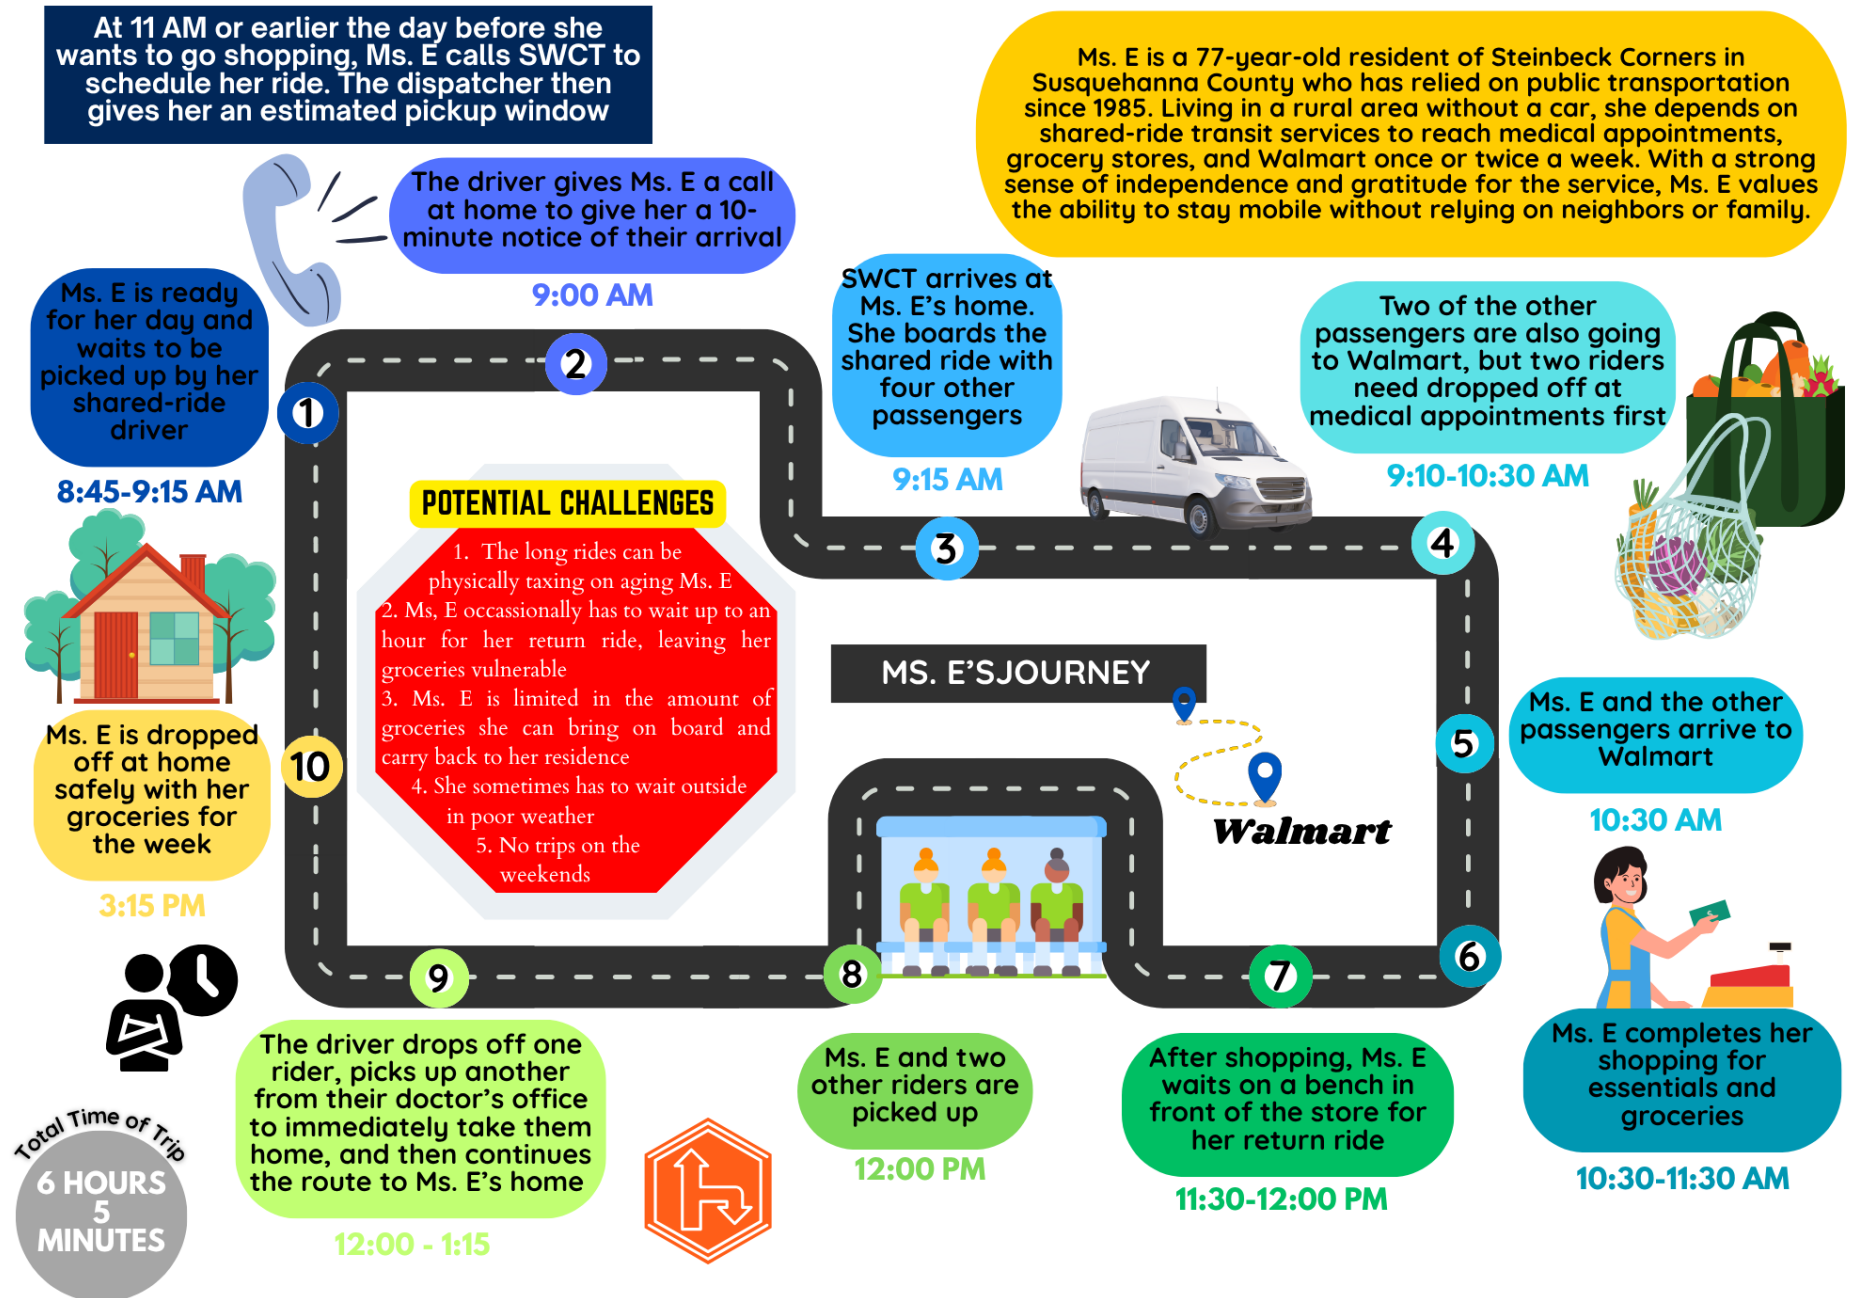 At 11 AM or earlier the day before she
wants to go shopping, Ms. E calls SWCT to
schedule her ride. The dispatcher then
gives her an estimated pickup window
Ms. E is a 77-year-old resident of Steinbeck Corners in
Susquehanna County who has relied on public transportation
since 1985. Living in a rural area without a car, she depends on
shared-ride transit services to reach medical appointments,
grocery stores, and Walmart once or twice a week. With a strong
sense of independence and gratitude for the service, Ms. E values
the ability to stay mobile without relying on neighbors or family.
Ms. E is ready
for her day and
waits to be
picked up by her
shared-ride
driver
8:45-9:15 AM
1
The driver gives Ms. E a call
at home to give her a 10-
minute notice of their arrival
9:00 AM
2
SWCT arrives at
Ms. E’s home.
She boards the
shared ride with
four other
passengers
9:15 AM
3
Two of the other
passengers are also going
to Walmart, but two riders
need dropped off at
medical appointments first
9:10-10:30 AM
4
POTENTIAL CHALLENGES
1. The long rides can be
physically taxing on aging Ms. E
2. Ms, E occassionally has to wait up to an
hour for her return ride, leaving her
groceries vulnerable
3. Ms. E is limited in the amount of
groceries she can bring on board and
carry back to her residence
4. She sometimes has to wait outside
in poor weather
5. No trips on the
weekends
MS. E’SJOURNEY
Walmart
5
Ms. E and the other
passengers arrive to
Walmart
10:30 AM
6
Ms. E completes her
shopping for
essentials and
groceries
10:30-11:30 AM
7
After shopping, Ms. E
waits on a bench in
front of the store for
her return ride
11:30-12:00 PM
8
Ms. E and two
other riders are
picked up
12:00 PM
9
The driver drops off one
rider, picks up another
from their doctor’s office
to immediately take them
home, and then continues
the route to Ms. E’s home
12:00 - 1:15
10
Ms. E is dropped
off at home
safely with her
groceries for
the week
3:15 PM
Total Time of Trip
6 HOURS
5
MINUTES